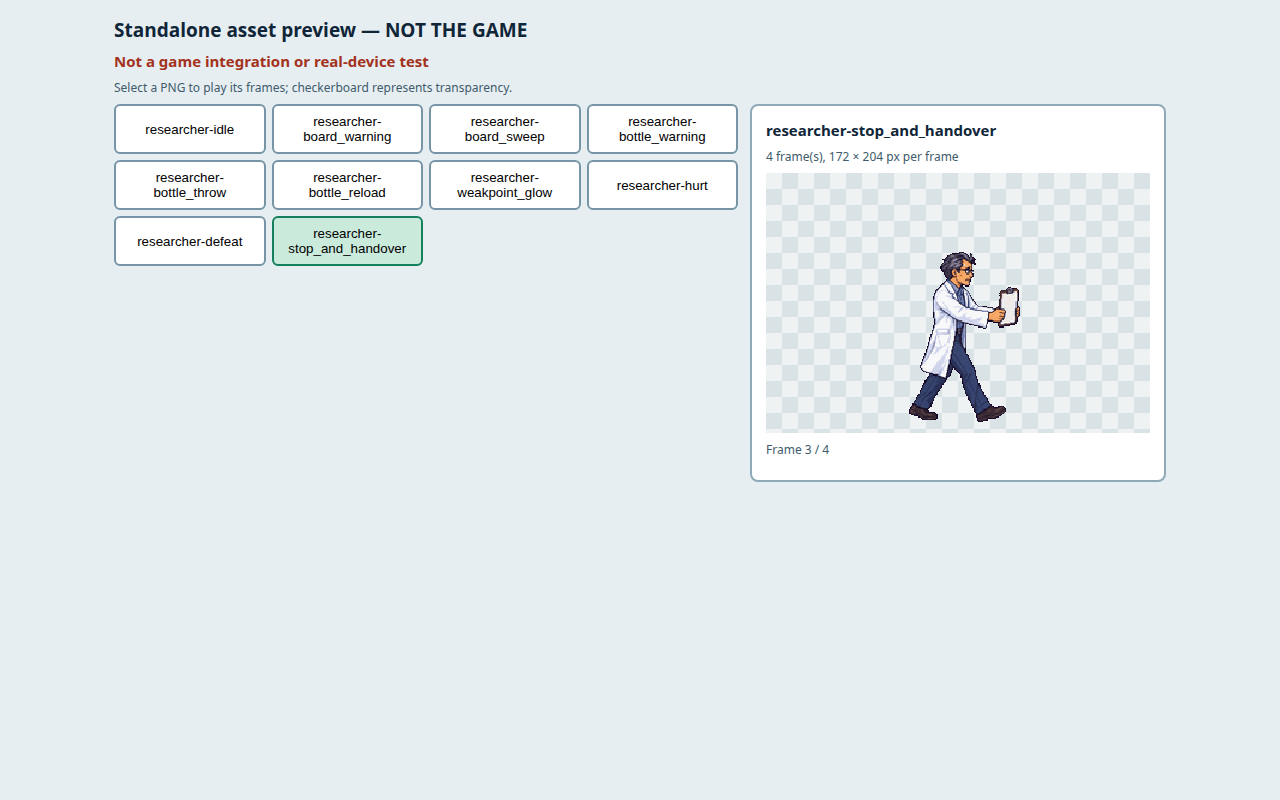 Standalone asset preview — NOT THE GAME
Not a game integration or real-device test
Select a PNG to play its frames; checkerboard represents transparency.
researcher-idle
researcher-
board_warning
researcher-
board_sweep
researcher-
bottle_warning
researcher-
bottle_throw
researcher-
bottle_reload
researcher-
weakpoint_glow
researcher-hurt
researcher-defeat
researcher-
stop_and_handover
researcher-stop_and_handover
4 frame(s), 172 × 204 px per frame
Frame 3 / 4